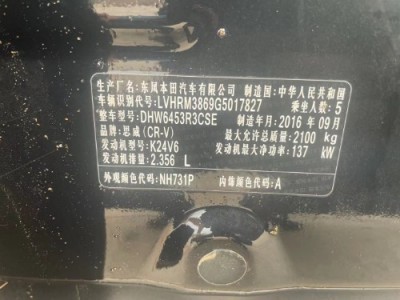 生产厂名:东风本田汽车有限公司 制造国:中华人民共和国
车辆识别代号:LVHRM3869G5017827 乘坐人数:5
整车型号:DHW6453R3CSE 制造年月:2016年09月
品牌:思威(CR-V) 最大允许总质量:2100 kg
发动机型号:K24V6 发动机最大净功率:137 kW
发动机排量:2.356 L
外观颜色代码:NH731P 内饰颜色代码:A